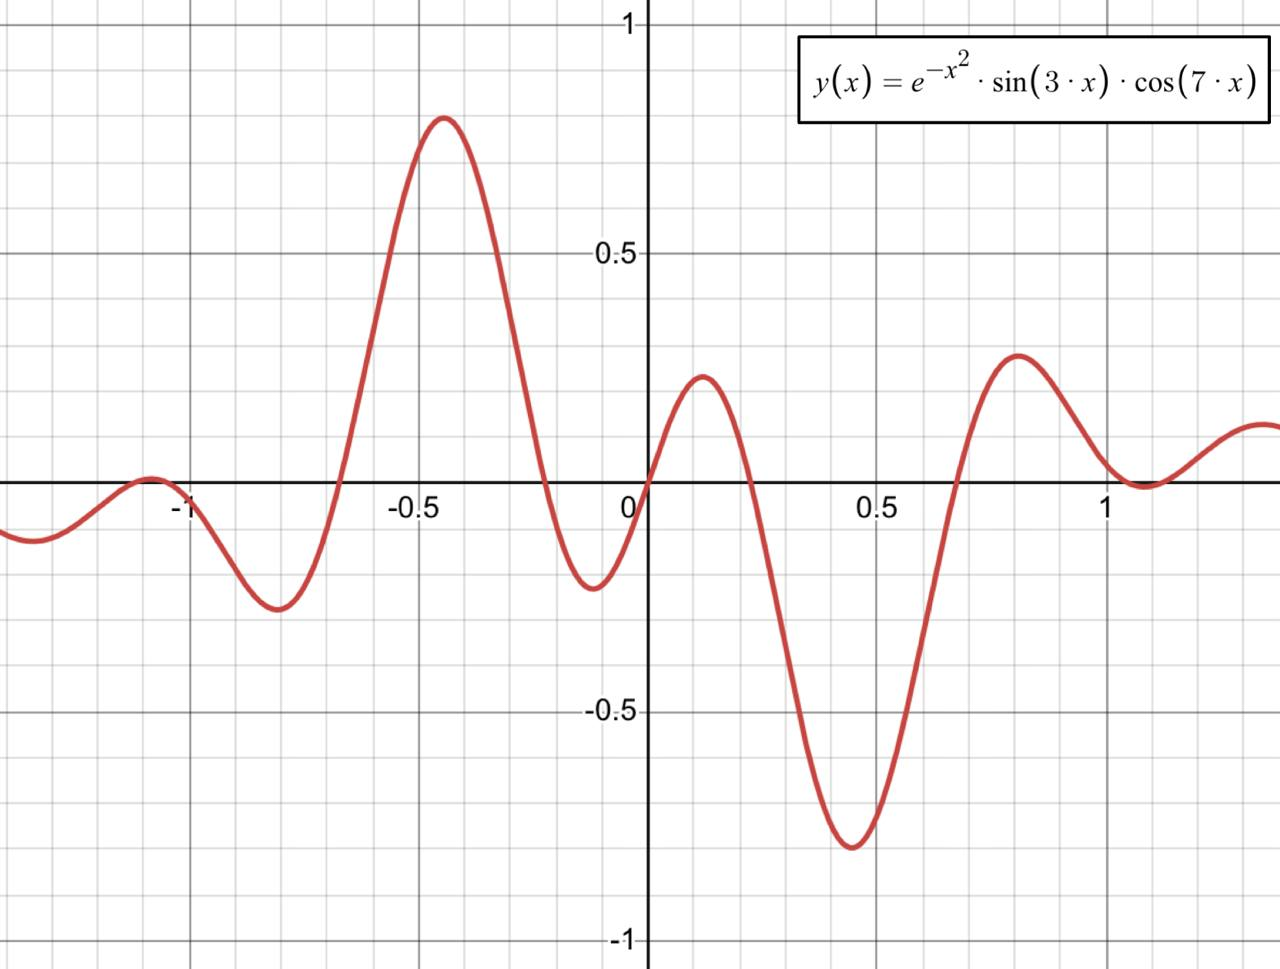 1
y(x) = e^{-x^2} · sin(3 · x) · cos(7 · x)
0.5
-1 -0.5 0 0.5 1
-0.5
-1